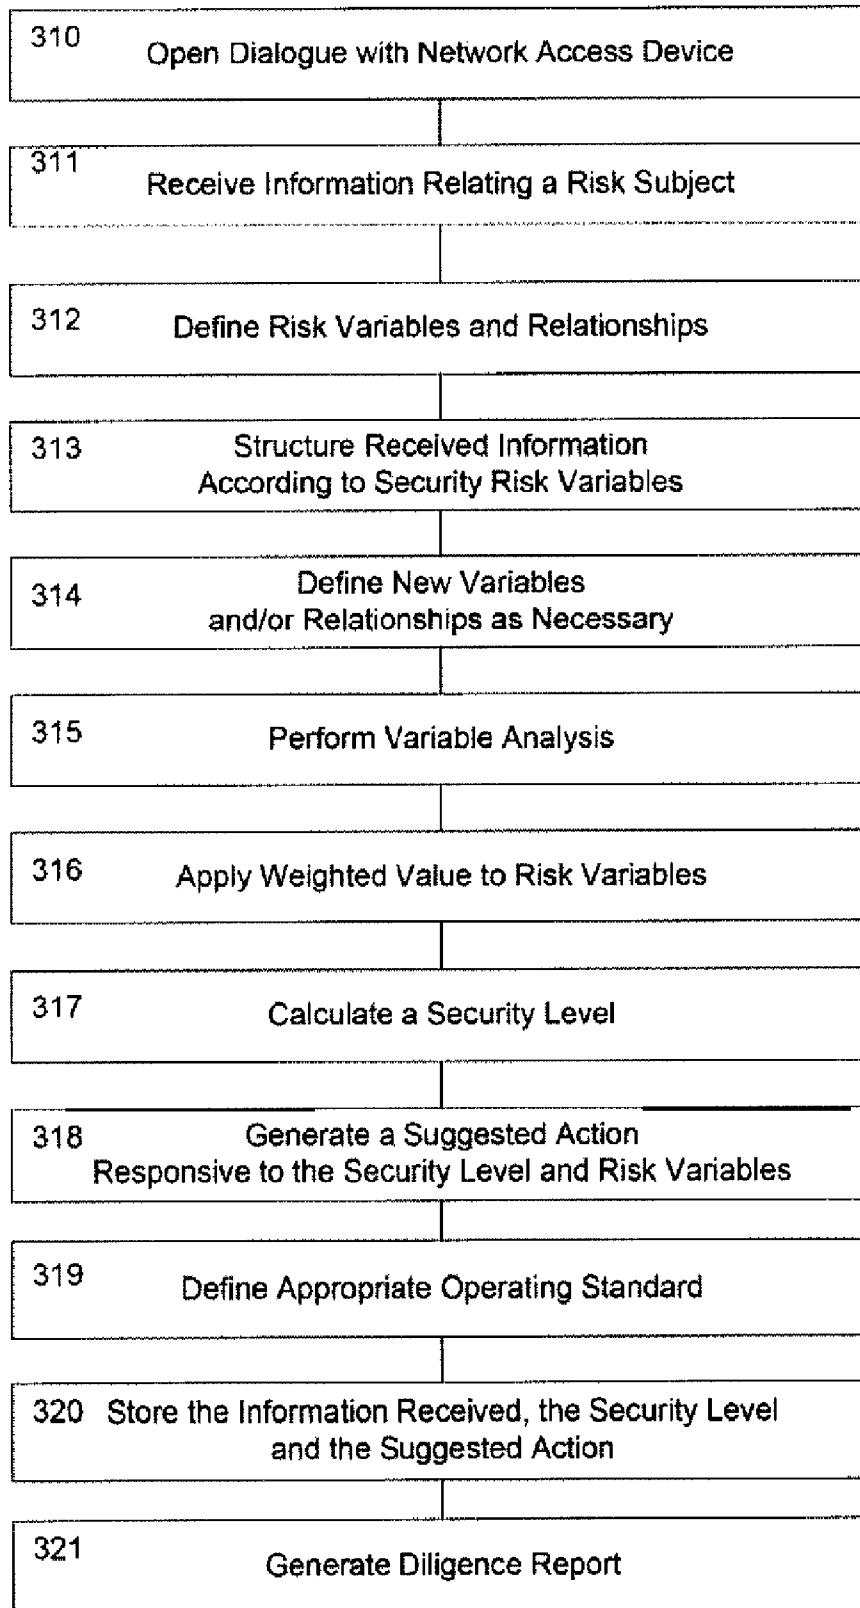 310
Open Dialogue with Network Access Device
311
Receive Information Relating a Risk Subject
312
Define Risk Variables and Relationships
313
Structure Received Information
According to Security Risk Variables
314
Define New Variables
and/or Relationships as Necessary
315
Perform Variable Analysis
316
Apply Weighted Value to Risk Variables
317
Calculate a Security Level
318
Generate a Suggested Action
Responsive to the Security Level and Risk Variables
319
Define Appropriate Operating Standard
320 Store the Information Received, the Security Level
and the Suggested Action
321
Generate Diligence Report